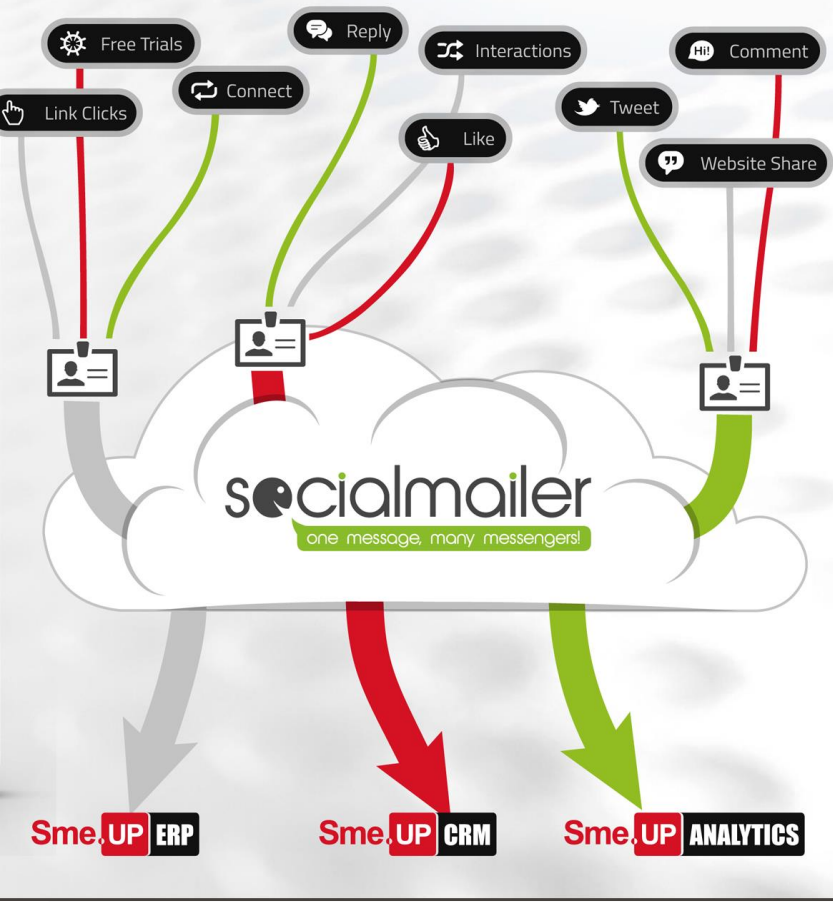 Free Trials
Reply
Interactions
Hi! Comment
Link Clicks
Connect
Like
Tweet
Website Share
socialmailer
one message, many messengers!
Sme.UP ERP
Sme.UP CRM
Sme.UP ANALYTICS